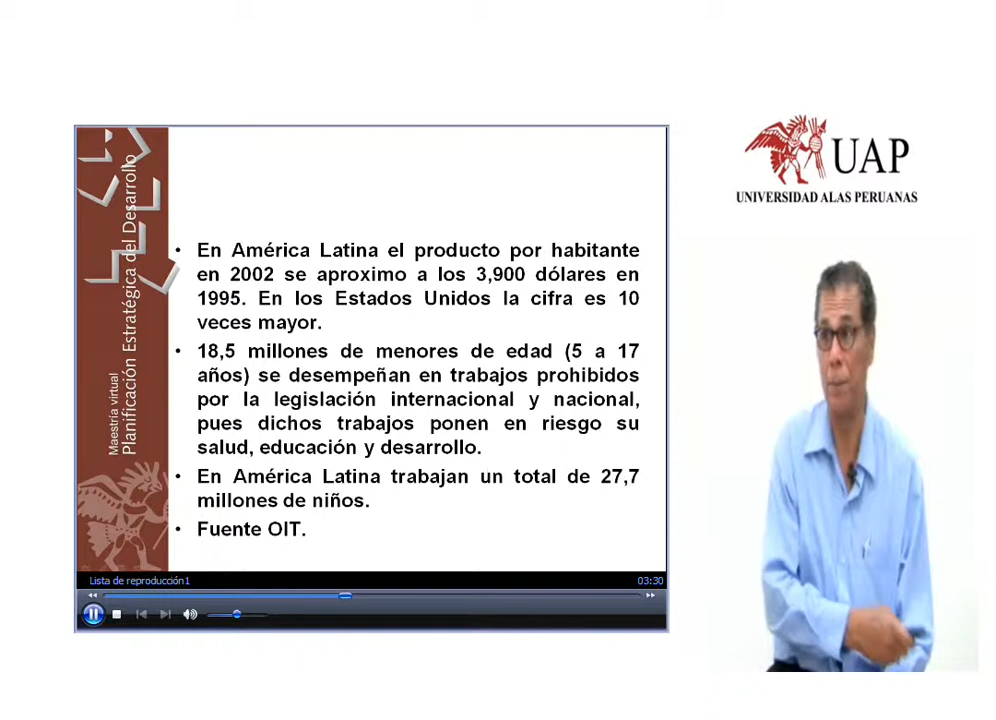 Maestría virtual
Planificación Estratégica del Desarrollo
• En América Latina el producto por habitante
en 2002 se aproximo a los 3,900 dólares en
1995. En los Estados Unidos la cifra es 10
veces mayor.
• 18,5 millones de menores de edad (5 a 17
años) se desempeñan en trabajos prohibidos
por la legislación internacional y nacional,
pues dichos trabajos ponen en riesgo su
salud, educación y desarrollo.
• En América Latina trabajan un total de 27,7
millones de niños.
• Fuente OIT.
Lista de reproducción1
03:30
UAP
UNIVERSIDAD ALAS PERUANAS